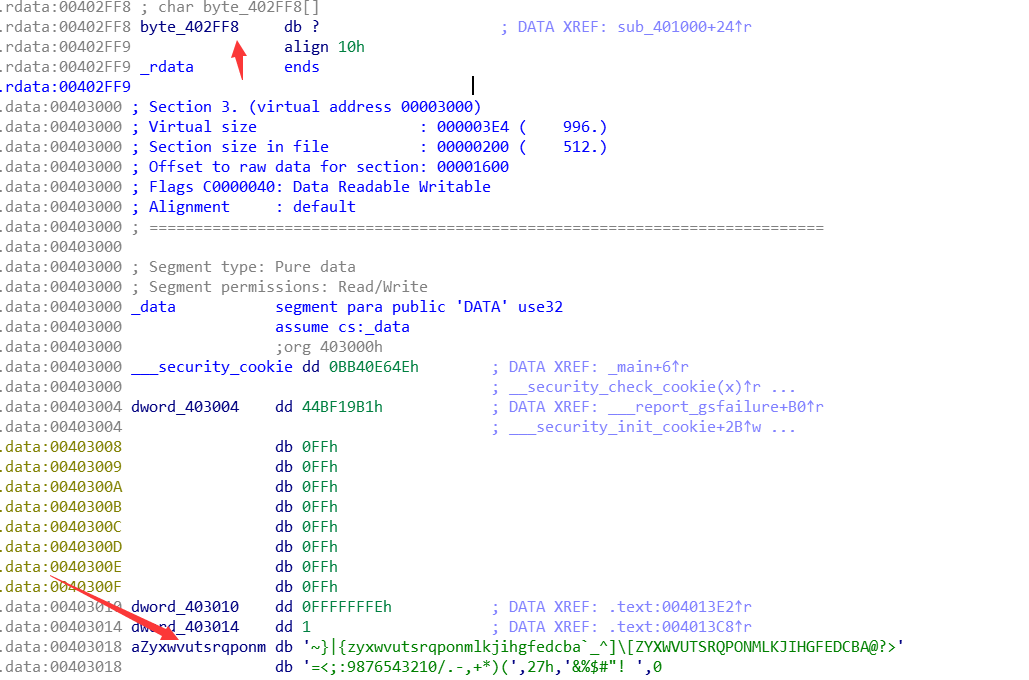 .rdata:00402FF8 ; char byte_402FF8[]
.rdata:00402FF8 byte_402FF8 db ? ; DATA XREF: sub_401000+24↑r
.rdata:00402FF9 align 10h
.rdata:00402FF9 _rdata ends
.rdata:00402FF9
.data:00403000 ; Section 3. (virtual address 00003000)
.data:00403000 ; Virtual size : 000003E4 ( 996.)
.data:00403000 ; Section size in file : 00000200 ( 512.)
.data:00403000 ; Offset to raw data for section: 00001600
.data:00403000 ; Flags C0000040: Data Readable Writable
.data:00403000 ; Alignment : default
.data:00403000 ; ===========================================================================
.data:00403000
.data:00403000 ; Segment type: Pure data
.data:00403000 ; Segment permissions: Read/Write
.data:00403000 _data segment para public 'DATA' use32
.data:00403000 assume cs:_data
.data:00403000 ;org 403000h
.data:00403000 ___security_cookie dd 0BB40E64Eh ; DATA XREF: _main+6↑r
.data:00403000 ; __security_check_cookie(x)↑r ...
.data:00403004 dword_403004 dd 44BF19B1h ; DATA XREF: ___report_gsfailure+B0↑r
.data:00403004 ; ___security_init_cookie+2B↑w ...
.data:00403008 db 0FFh
.data:00403009 db 0FFh
.data:0040300A db 0FFh
.data:0040300B db 0FFh
.data:0040300C db 0FFh
.data:0040300D db 0FFh
.data:0040300E db 0FFh
.data:0040300F db 0FFh
.data:00403010 dword_403010 dd 0FFFFFFFEh ; DATA XREF: .text:004013E2↑r
.data:00403014 dword_403014 dd 1 ; DATA XREF: .text:004013C8↑r
.data:00403018 aZyxwvutsrqponm db '~}|{zyxwvutsrqponmlkjihgfedcba`_^]\[ZYXWVUTSRQPONMLKJIHGFEDCBA@?>'
.data:00403018 db '=<;:9876543210/.-,+*)(',27h,'&%$#"! ',0